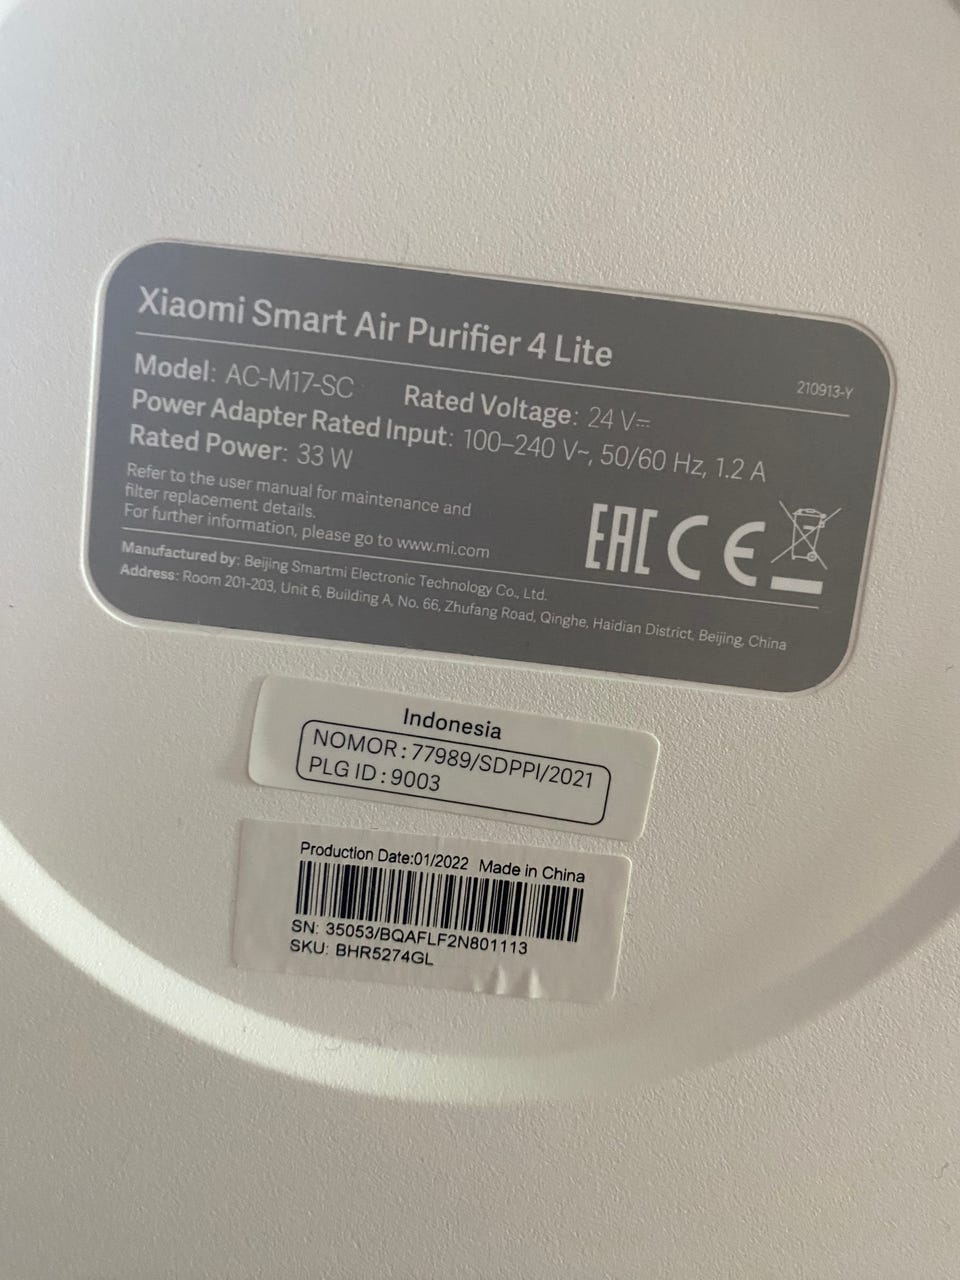 Xiaomi Smart Air Purifier 4 Lite
210913-Y
Model: AC-M17-SC Rated Voltage: 24 V⎓
Power Adapter Rated Input: 100–240 V~, 50/60 Hz, 1.2 A
Rated Power: 33 W
Refer to the user manual for maintenance and
filter replacement details.
For further information, please go to www.mi.com
EAC CE
Manufactured by: Beijing Smartmi Electronic Technology Co., Ltd.
Address: Room 201-203, Unit 6, Building A, No. 66, Zhufang Road, Qinghe, Haidian District, Beijing, China
Indonesia
NOMOR : 77989/SDPPI/2021
PLG ID : 9003
Production Date:01/2022 Made in China
SN: 35053/BQAFLF2N801113
SKU: BHR5274GL